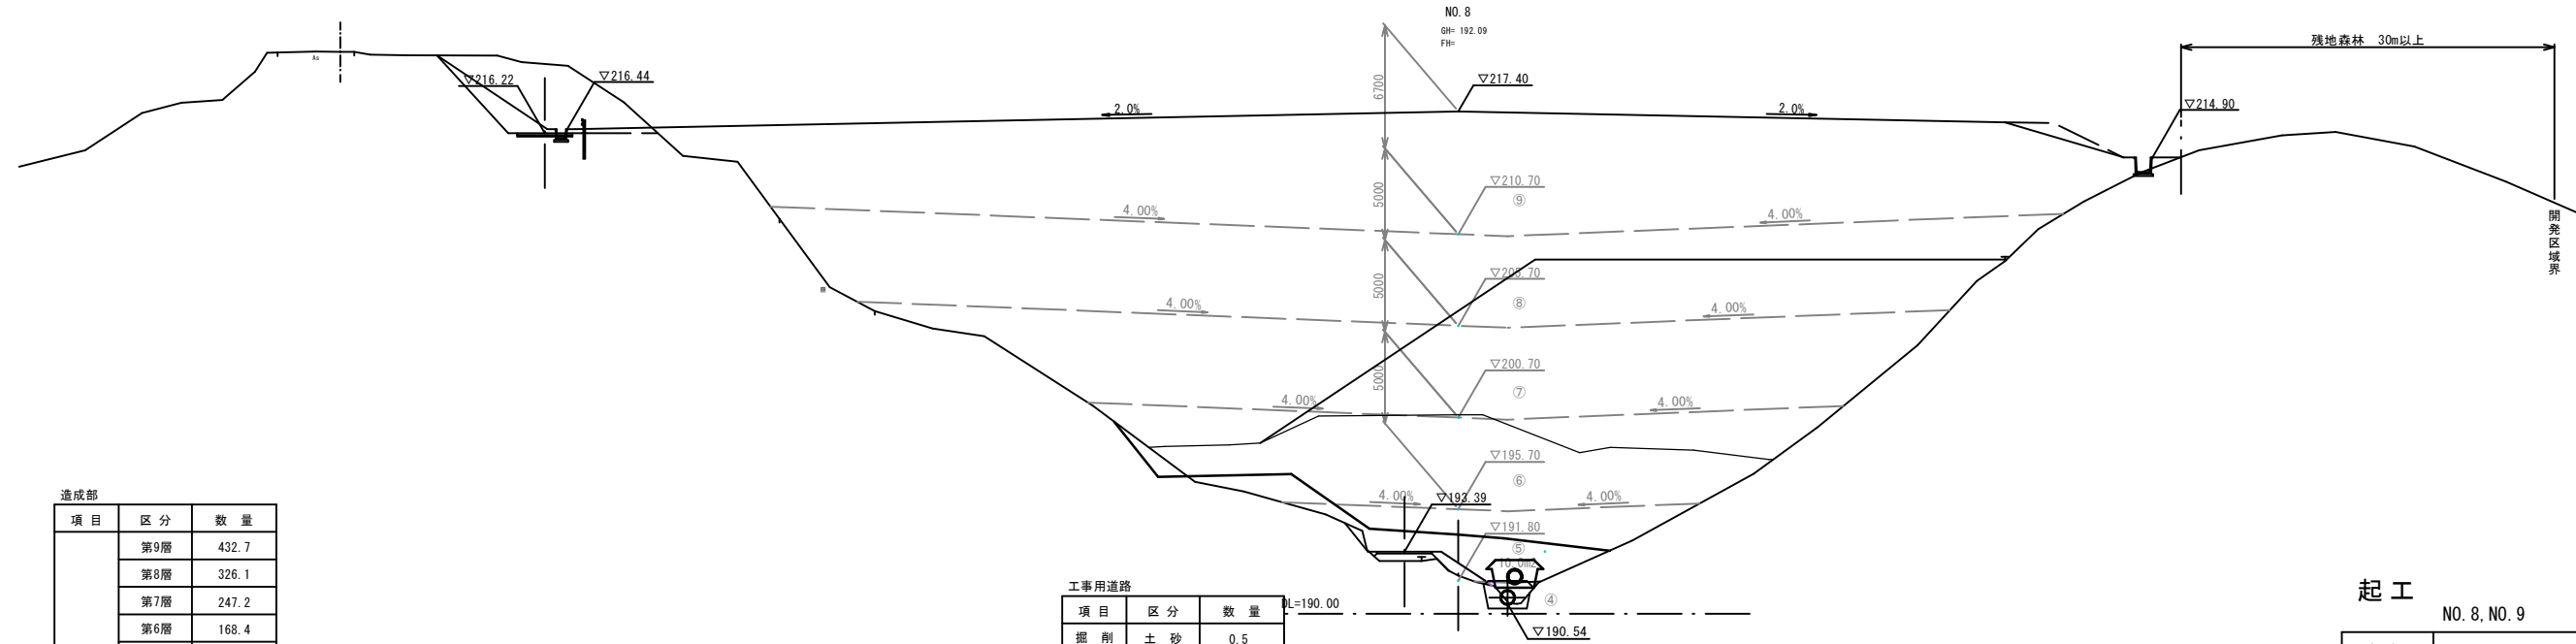 NO.8
GH= 192.09
FH=
残地森林 30m以上
As
▽216.22
▽216.44
6700
▽217.40
▽214.90
2.0%
2.0%
▽210.70
⑨
5000
4.00%
4.00%
開発区域界
▽205.70
⑧
5000
4.00%
4.00%
▽200.70
⑦
5000
4.00%
4.00%
▽195.70
⑥
4.00%
4.00%
▽193.39
▽191.80
⑤
10.0m2
④
DL=190.00
▽190.54
造成部
項 目 区 分 数 量
第9層 432.7
第8層 326.1
第7層 247.2
第6層 168.4
工事用道路
項 目 区 分 数 量
掘 削 土 砂 0.5
起 工
NO.8,NO.9